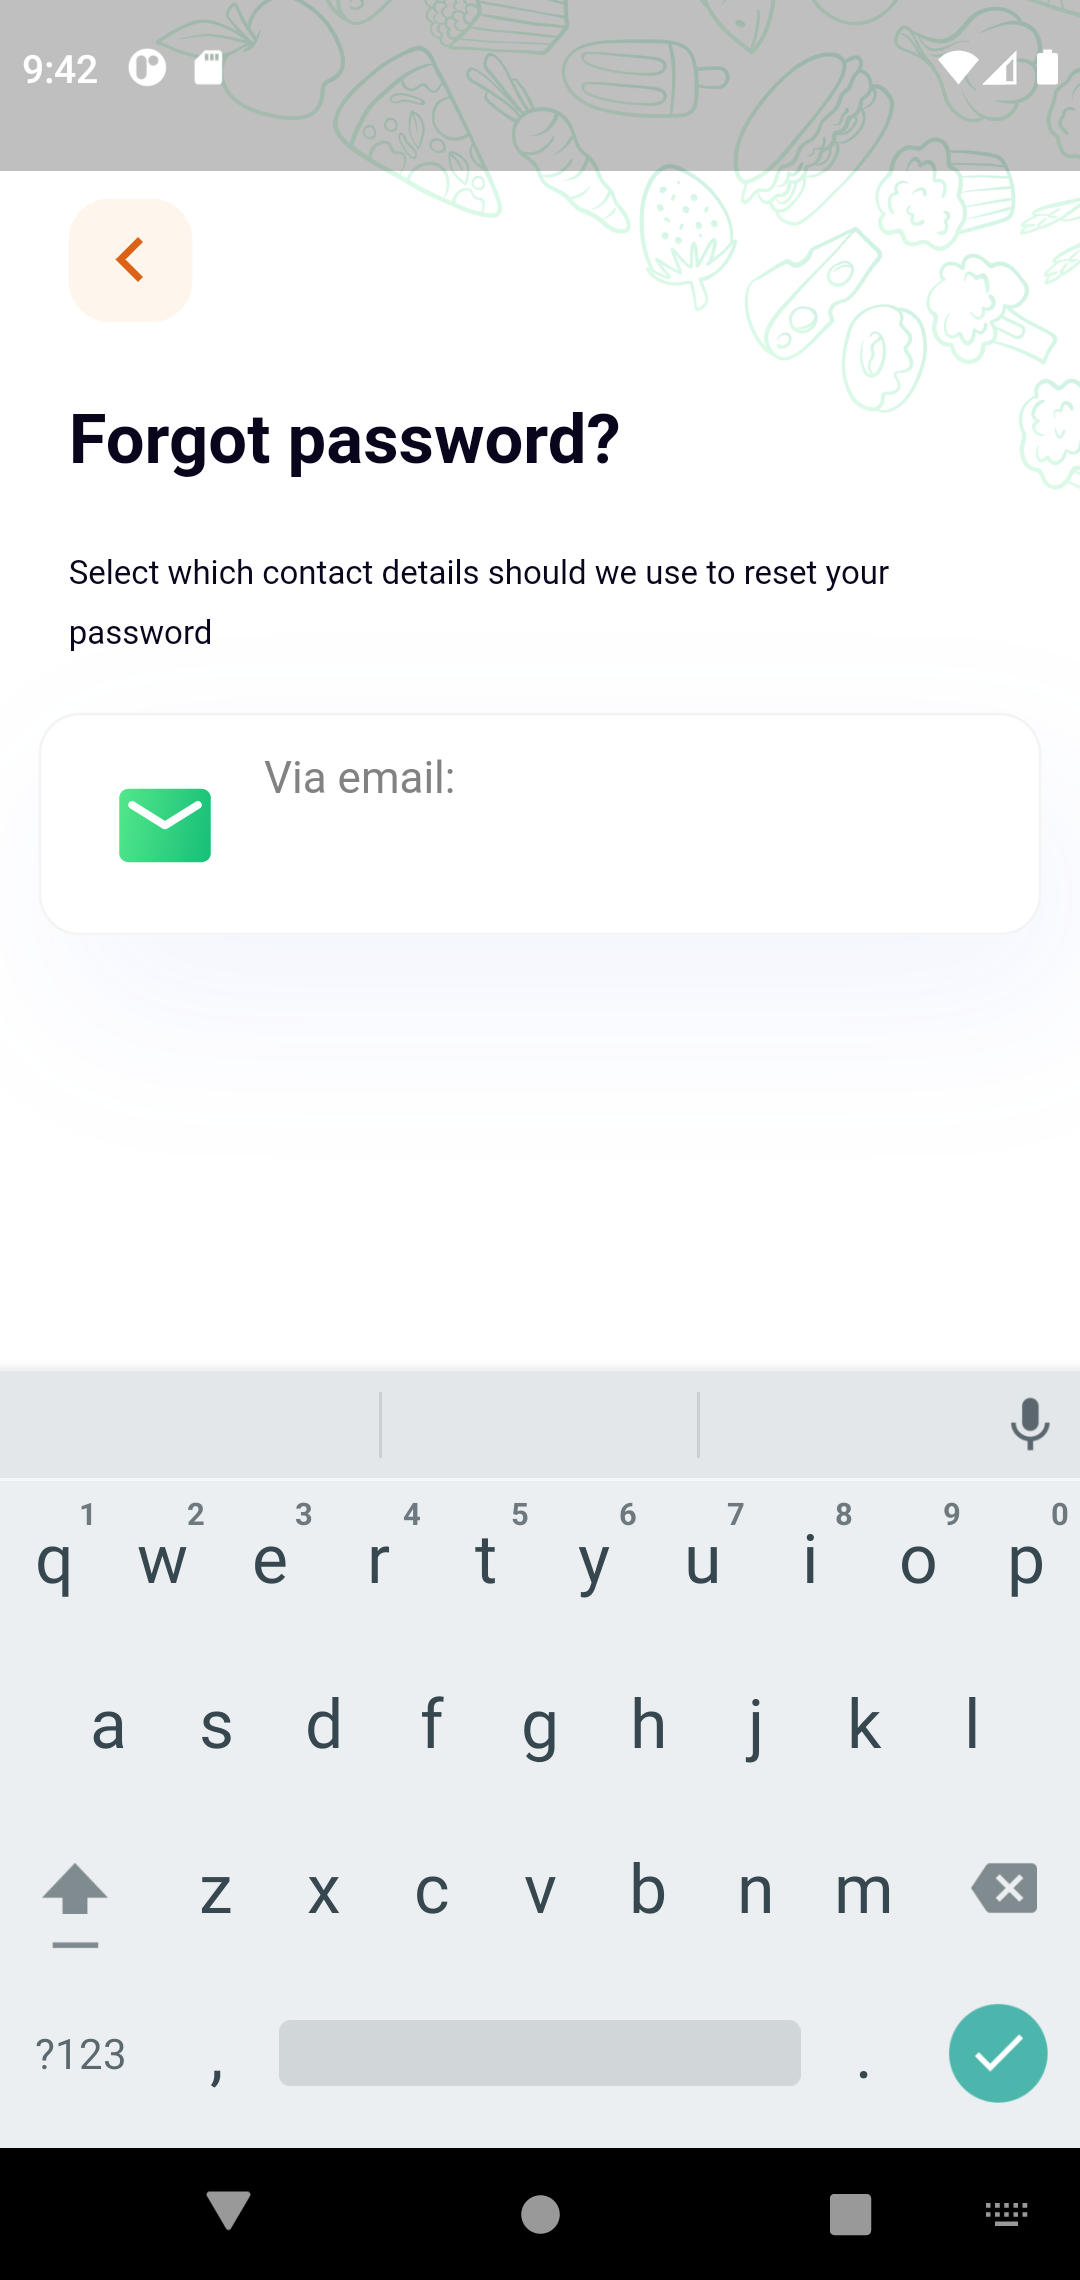 9:42
Forgot password?
Select which contact details should we use to reset your
password
Via email:
1 2 3 4 5 6 7 8 9 0
q w e r t y u i o p
a s d f g h j k l
z x c v b n m
?123 , .